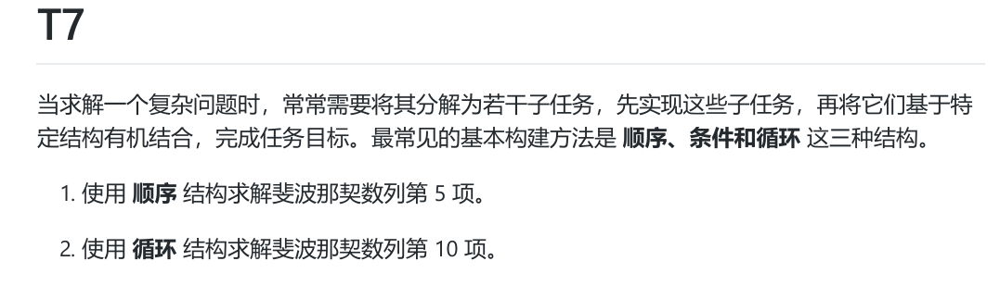 T7
当求解一个复杂问题时，常常需要将其分解为若干子任务，先实现这些子任务，再将它们基于特
定结构有机结合，完成任务目标。最常见的基本构建方法是 顺序、条件和循环 这三种结构。
1. 使用 顺序 结构求解斐波那契数列第 5 项。
2. 使用 循环 结构求解斐波那契数列第 10 项。